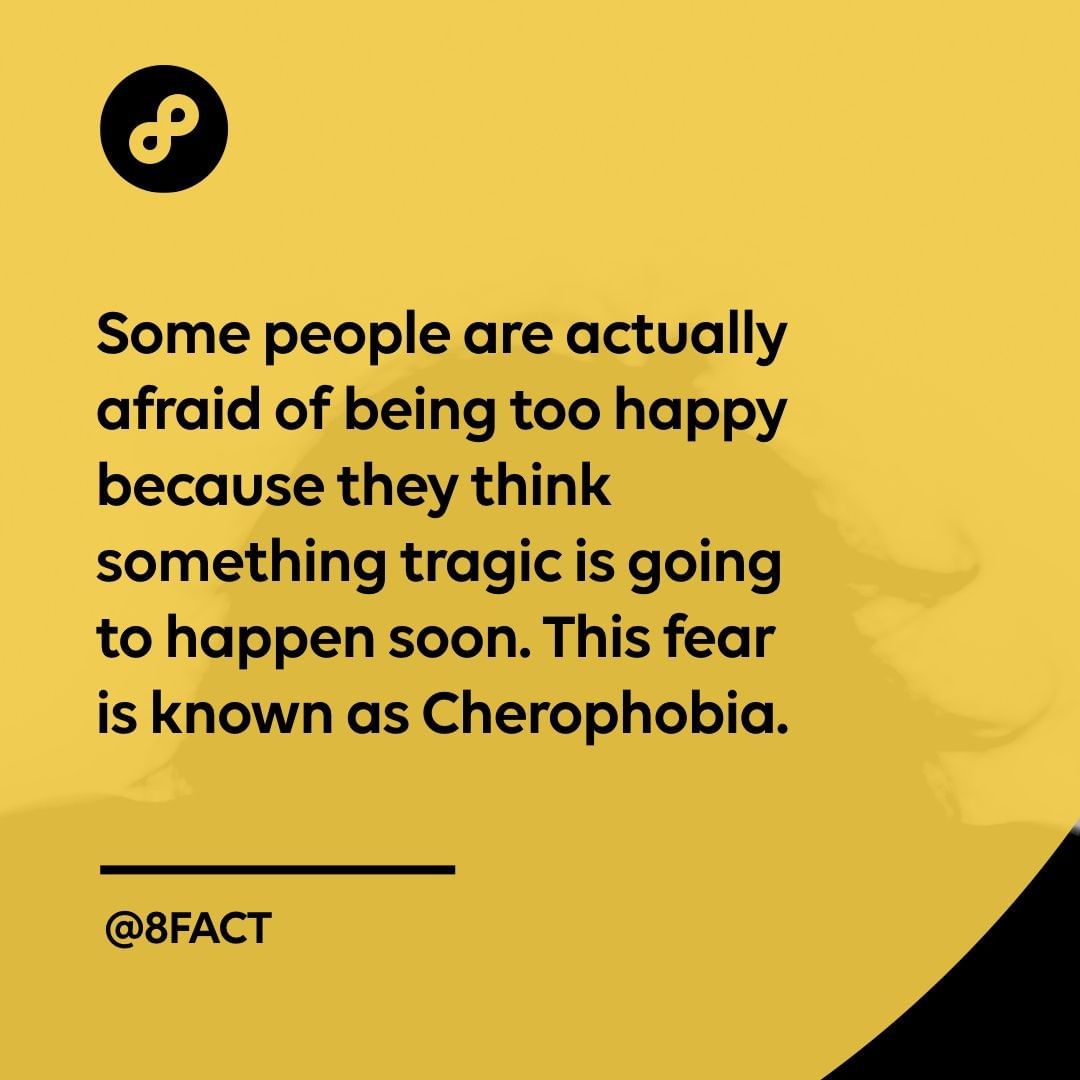 Some people are actually
afraid of being too happy
because they think
something tragic is going
to happen soon. This fear
is known as Cherophobia.
@8FACT